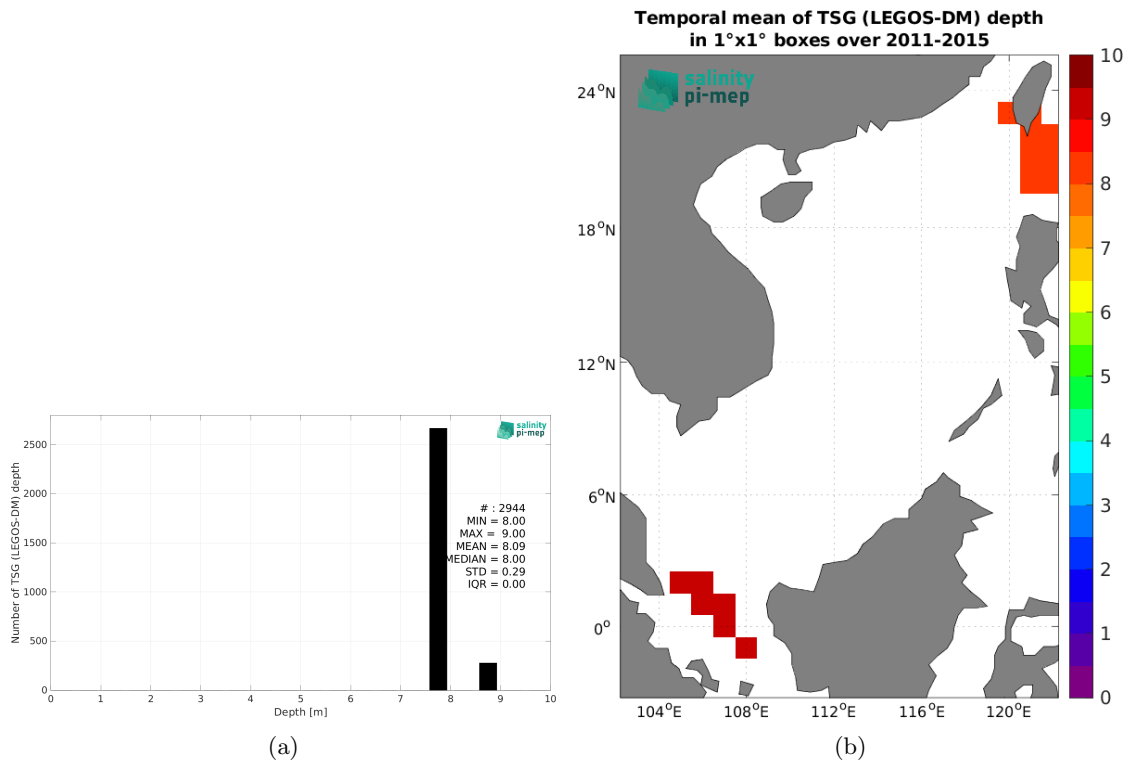 salinity
pi-mep
Number of TSG (LEGOS-DM) depth
2500
2000
1500
1000
500
0
# : 2944
MIN = 8.00
MAX =  9.00
MEAN = 8.09
MEDIAN = 8.00
STD = 0.29
IQR = 0.00
0 1 2 3 4 5 6 7 8 9 10
Depth [m]
(a)
Temporal mean of TSG (LEGOS-DM) depth
in 1°x1° boxes over 2011-2015
salinity
pi-mep
24°N
18°N
12°N
6°N
0°
104°E 108°E 112°E 116°E 120°E
10
9
8
7
6
5
4
3
2
1
0
(b)